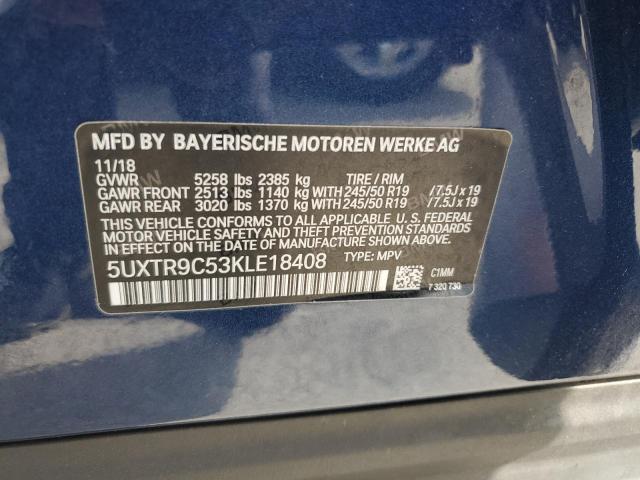 MFD BY BAYERISCHE MOTOREN WERKE AG
11/18
GVWR 5258 lbs 2385 kg TIRE / RIM
GAWR FRONT 2513 lbs 1140 kg WITH 245/50 R19 / 7.5J x 19
GAWR REAR 3020 lbs 1370 kg WITH 245/50 R19 / 7.5J x 19
THIS VEHICLE CONFORMS TO ALL APPLICABLE U. S. FEDERAL
MOTOR VEHICLE SAFETY AND THEFT PREVENTION STANDARDS
IN EFFECT ON THE DATE OF MANUFACTURE SHOWN ABOVE.
5UXTR9C53KLE18408 TYPE: MPV
C1MM
7 320 730